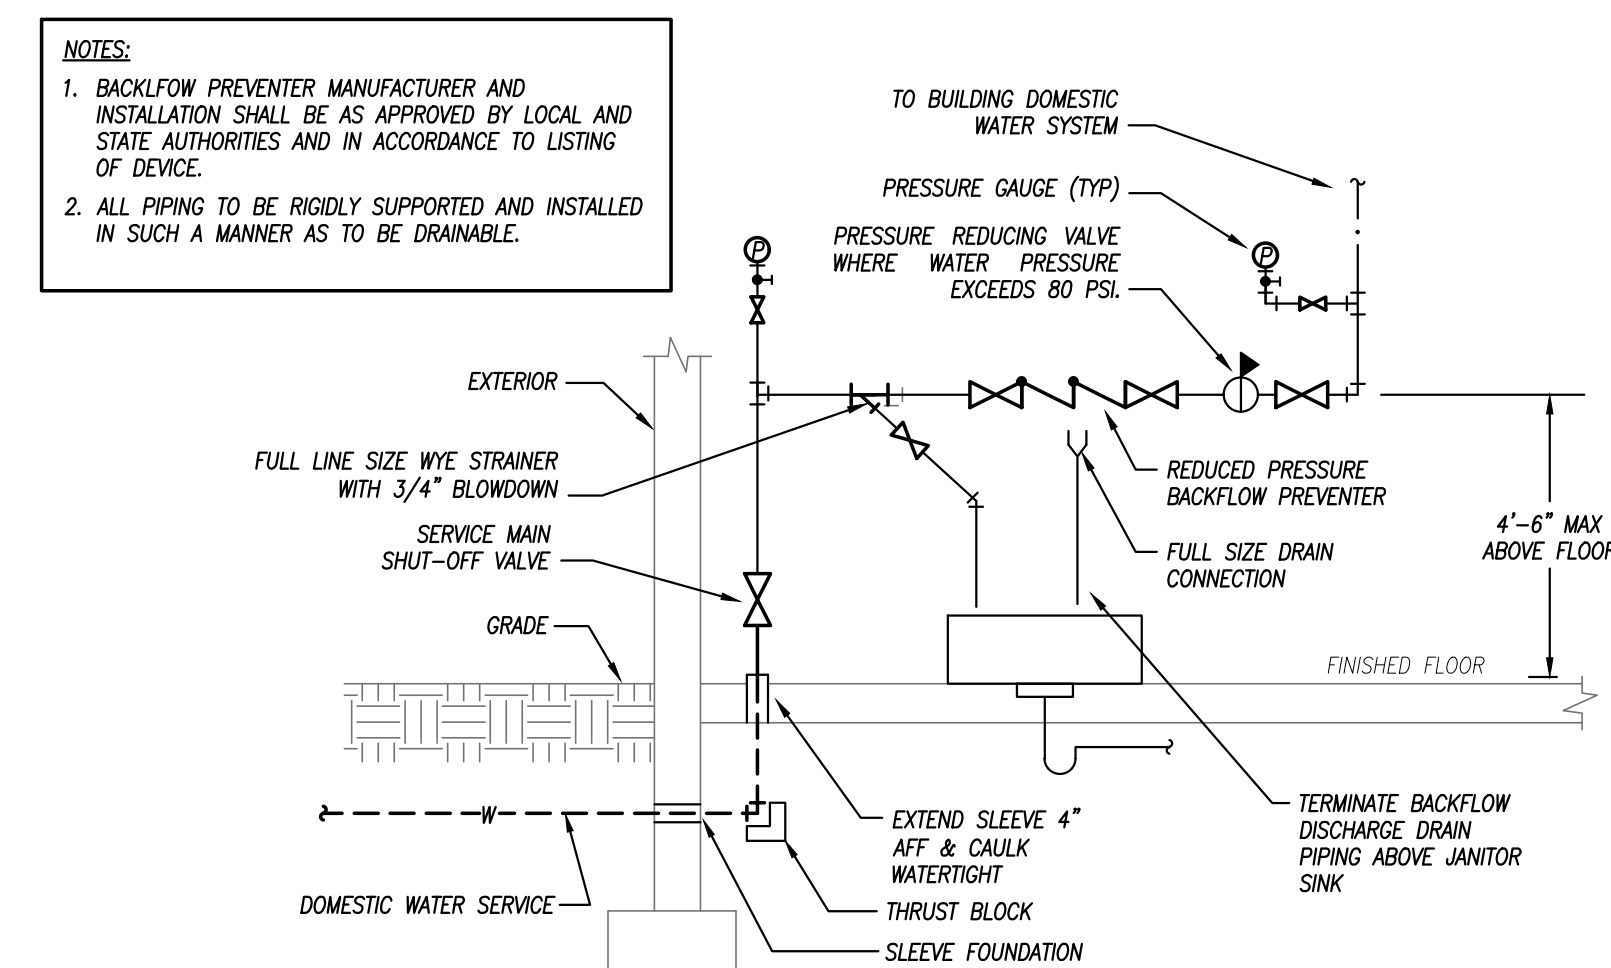 NOTES:
1. BACKLFOW PREVENTER MANUFACTURER AND
INSTALLATION SHALL BE AS APPROVED BY LOCAL AND
STATE AUTHORITIES AND IN ACCORDANCE TO LISTING
OF DEVICE.
2. ALL PIPING TO BE RIGIDLY SUPPORTED AND INSTALLED
IN SUCH A MANNER AS TO BE DRAINABLE.
TO BUILDING DOMESTIC
WATER SYSTEM
PRESSURE GAUGE (TYP)
PRESSURE REDUCING VALVE
WHERE WATER PRESSURE
EXCEEDS 80 PSI.
P
P
EXTERIOR
FULL LINE SIZE WYE STRAINER
WITH 3/4" BLOWDOWN
SERVICE MAIN
SHUT-OFF VALVE
GRADE
REDUCED PRESSURE
BACKFLOW PREVENTER
FULL SIZE DRAIN
CONNECTION
4'-6" MAX
ABOVE FLOOR
FINISHED FLOOR
W
DOMESTIC WATER SERVICE
EXTEND SLEEVE 4"
AFF & CAULK
WATERTIGHT
THRUST BLOCK
SLEEVE FOUNDATION
TERMINATE BACKFLOW
DISCHARGE DRAIN
PIPING ABOVE JANITOR
SINK